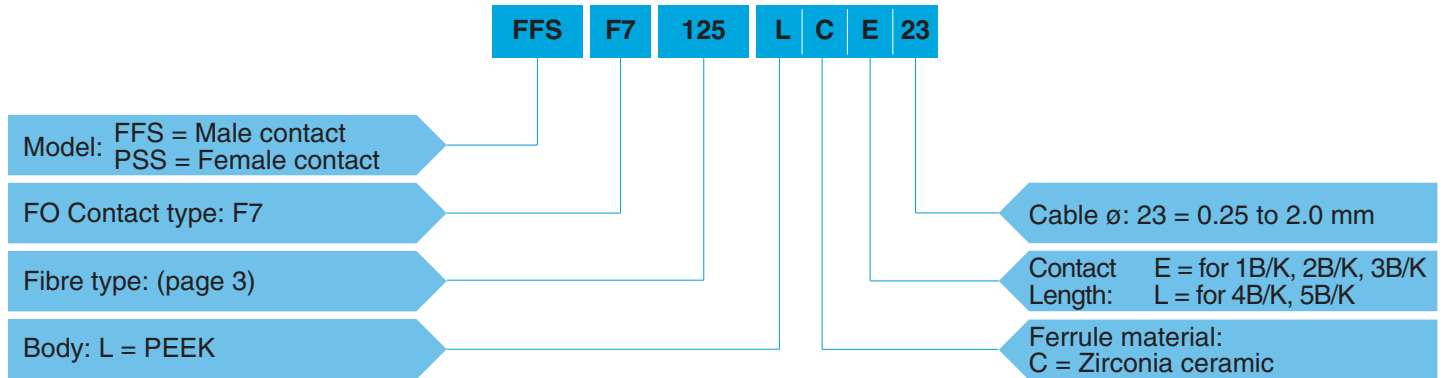 FFS F7 125 L C E 23
Model: FFS = Male contact
PSS = Female contact
FO Contact type: F7
Fibre type: (page 3)
Body: L = PEEK
Cable ø: 23 = 0.25 to 2.0 mm
Contact E = for 1B/K, 2B/K, 3B/K
Length: L = for 4B/K, 5B/K
Ferrule material:
C = Zirconia ceramic